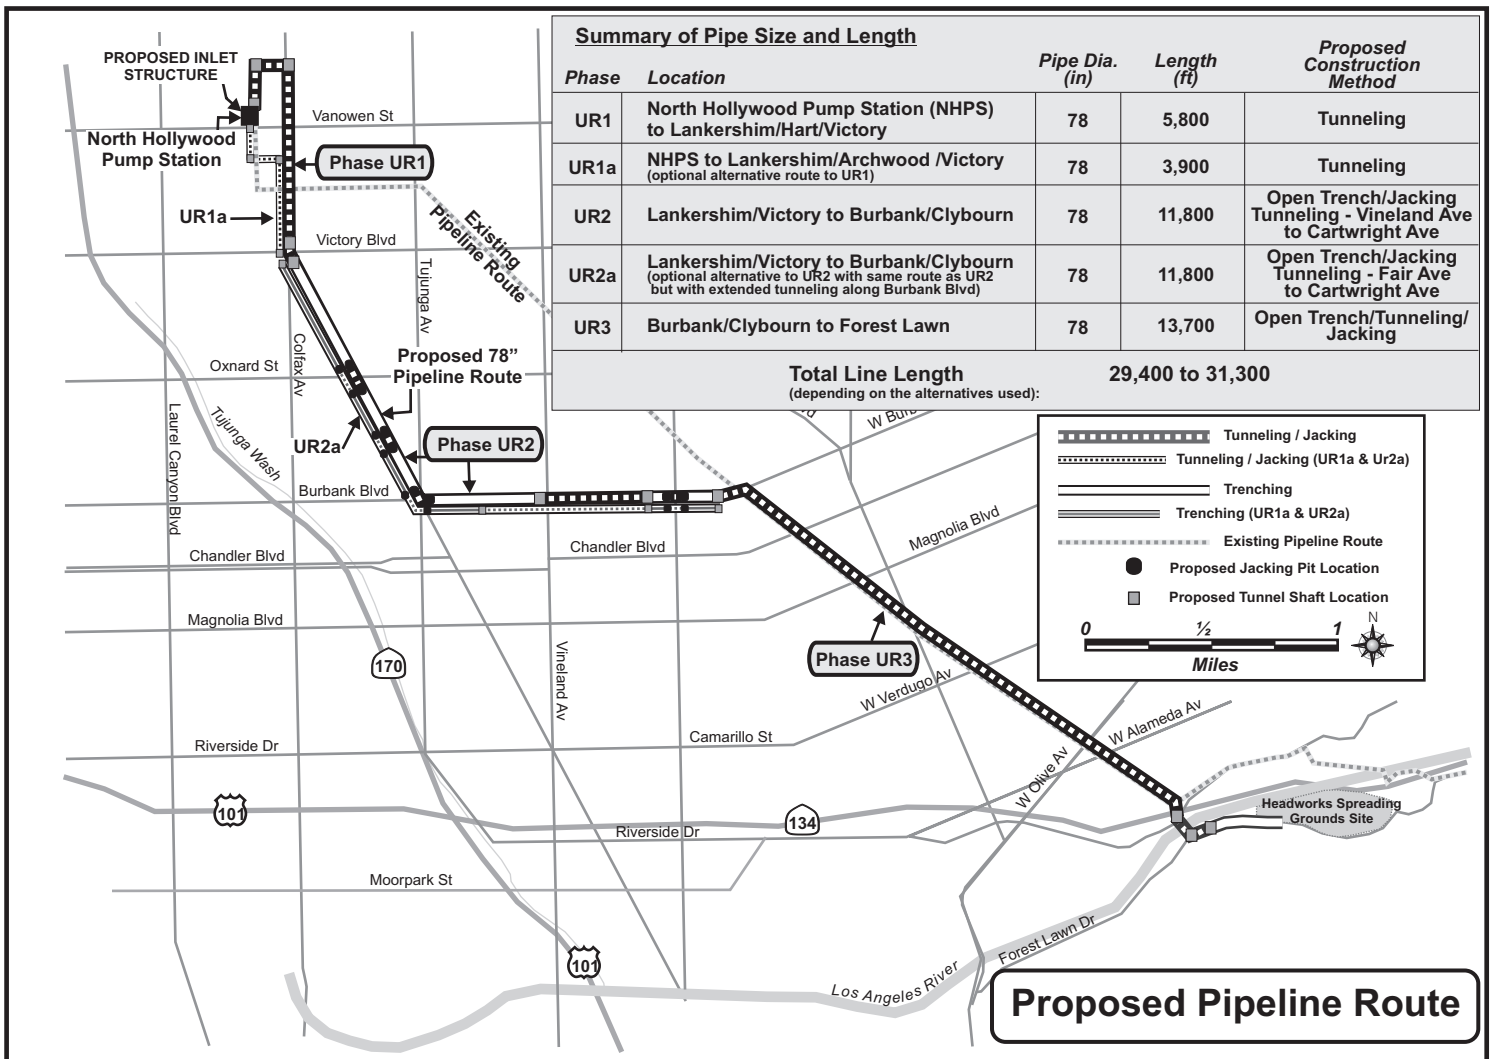 Summary of Pipe Size and Length
Phase
Location
Pipe Dia.
(in)
Length
(ft)
Proposed
Construction
Method
UR1
North Hollywood Pump Station (NHPS)
to Lankershim/Hart/Victory
78
5,800
Tunneling
UR1a
NHPS to Lankershim/Archwood /Victory
(optional alternative route to UR1)
78
3,900
Tunneling
UR2
Lankershim/Victory to Burbank/Clybourn
78
11,800
Open Trench/Jacking
Tunneling - Vineland Ave
to Cartwright Ave
UR2a
Lankershim/Victory to Burbank/Clybourn
(optional alternative to UR2 with same route as UR2
but with extended tunneling along Burbank Blvd)
78
11,800
Open Trench/Jacking
Tunneling - Fair Ave
to Cartwright Ave
UR3
Burbank/Clybourn to Forest Lawn
78
13,700
Open Trench/Tunneling/
Jacking
Total Line Length
(depending on the alternatives used):
29,400 to 31,300
PROPOSED INLET
STRUCTURE
Vanowen St
North Hollywood
Pump Station
Phase UR1
UR1a
Existing
Pipeline Route
Victory Blvd
Tujunga Av
Colfax Av
Oxnard St
Proposed 78”
Pipeline Route
Laurel Canyon Blvd
Tujunga Wash
UR2a
Phase UR2
W Burb
Burbank Blvd
Chandler Blvd
Chandler Blvd
Magnolia Blvd
Magnolia Blvd
Tunneling / Jacking
Tunneling / Jacking (UR1a & Ur2a)
Trenching
Trenching (UR1a & UR2a)
Existing Pipeline Route
Proposed Jacking Pit Location
Proposed Tunnel Shaft Location
0
½
1
Miles
N
170
Vineland Av
Phase UR3
W Verdugo Av
Camarillo St
Riverside Dr
W Alameda Av
W Olive Av
101
134
Riverside Dr
Headworks Spreading
Grounds Site
Moorpark St
101
Forest Lawn Dr
Los Angeles River
Proposed Pipeline Route